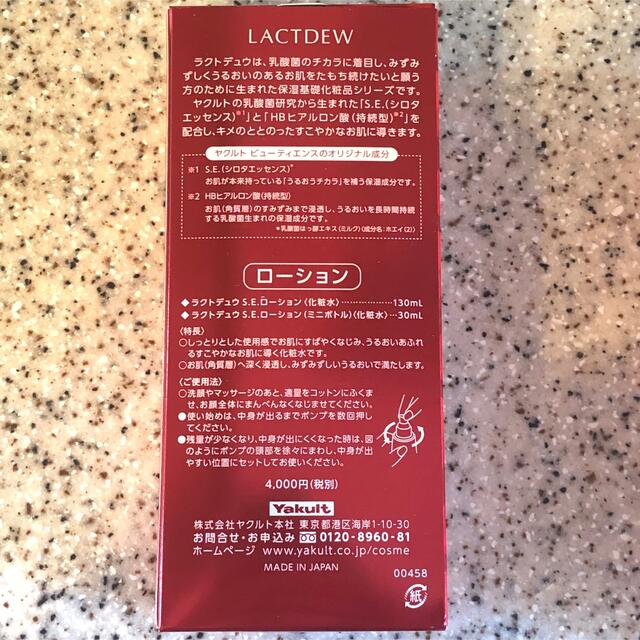 LACTDEW
ラクトデュウは、乳酸菌のチカラに着目し、みずみ
ずしくうるおいのあるお肌をたもち続けたいと願う
方のために生まれた保湿基礎化粧品シリーズです。
ヤクルトの乳酸菌研究から生まれた「S.E.(シロタ
エッセンス)※1」と「HBヒアルロン酸(持続型)※2」を
配合し、キメのととのったすこやかなお肌に導きます。
ヤクルト ビューティエンスのオリジナル成分
※1 S.E.(シロタエッセンス)*
お肌が本来持っている「うるおうチカラ」を補う保湿成分です。
※2 HBヒアルロン酸(持続型)
お肌(角質層)のすみずみまで浸透し、うるおいを長時間持続
する乳酸菌生まれの保湿成分です。
*乳酸菌はっ酵エキス(ミルク)(成分名:ホエイ(2))
ローション
◆ラクトデュウ S.E.ローション〈化粧水〉………………130mL
◆ラクトデュウ S.E.ローション(ミニボトル)〈化粧水〉…30mL
〈特長〉
○しっとりとした使用感でお肌にすばやくなじみ、うるおいあふれ
るすこやかなお肌に導く化粧水です。
○お肌(角質層)へ深く浸透し、みずみずしいうるおいで満たします。
〈ご使用法〉
○洗顔やマッサージのあと、適量をコットンにふくま
せ、お顔全体にまんべんなくなじませてください。
●使い始めは、中身が出るまでポンプを数回押し
てください。
●残量が少なくなり、中身が出にくくなった時は、図
のようにポンプの頭部を徐々にまわし、中身が出
やすい位置にセットしてお使いください。
4,000円(税別)
Yakult
株式会社ヤクルト本社 東京都港区海岸1-10-30
お問合せ・お申込み 0120-8960-81
ホームページ www.yakult.co.jp/cosme
MADE IN JAPAN
00458
紙